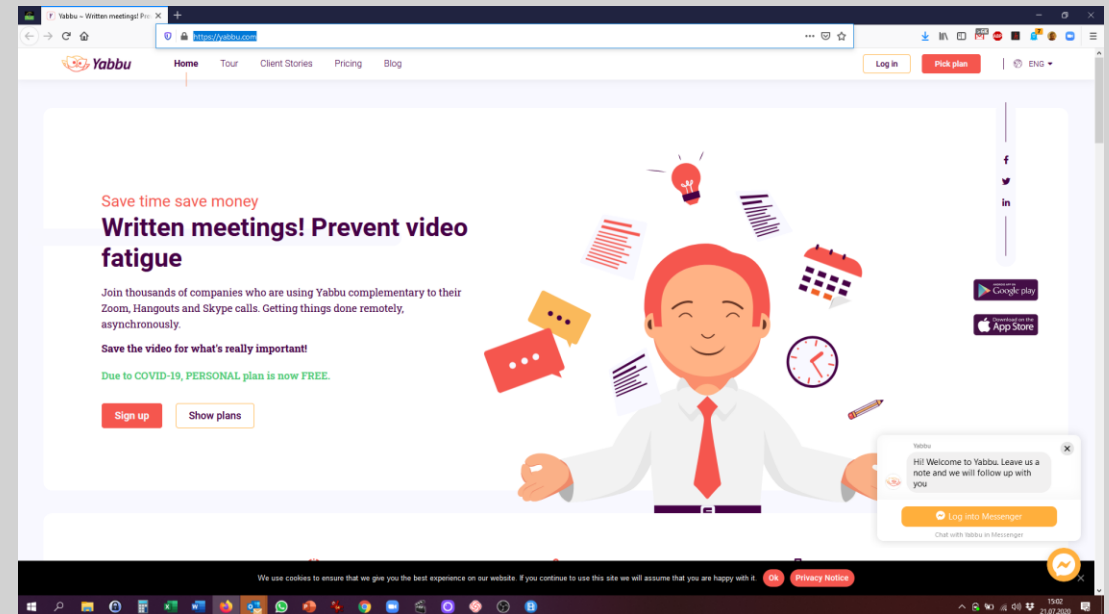 Yabbu – Written meetings! Pre
https://yabbu.com
Yabbu
Home Tour Client Stories Pricing Blog
Log in
Pick plan
ENG
Save time save money
Written meetings! Prevent video
fatigue
Join thousands of companies who are using Yabbu complementary to their
Zoom, Hangouts and Skype calls. Getting things done remotely,
asynchronously.
Save the video for what's really important!
Due to COVID-19, PERSONAL plan is now FREE.
Sign up
Show plans
Google play
Download on the
App Store
Yabbu
Hi! Welcome to Yabbu. Leave us a
note and we will follow up with
you
Log into Messenger
Chat with Yabbu in Messenger
We use cookies to ensure that we give you the best experience on our website. If you continue to use this site we will assume that you are happy with it.
Ok
Privacy Notice
15:02
21.07.2020